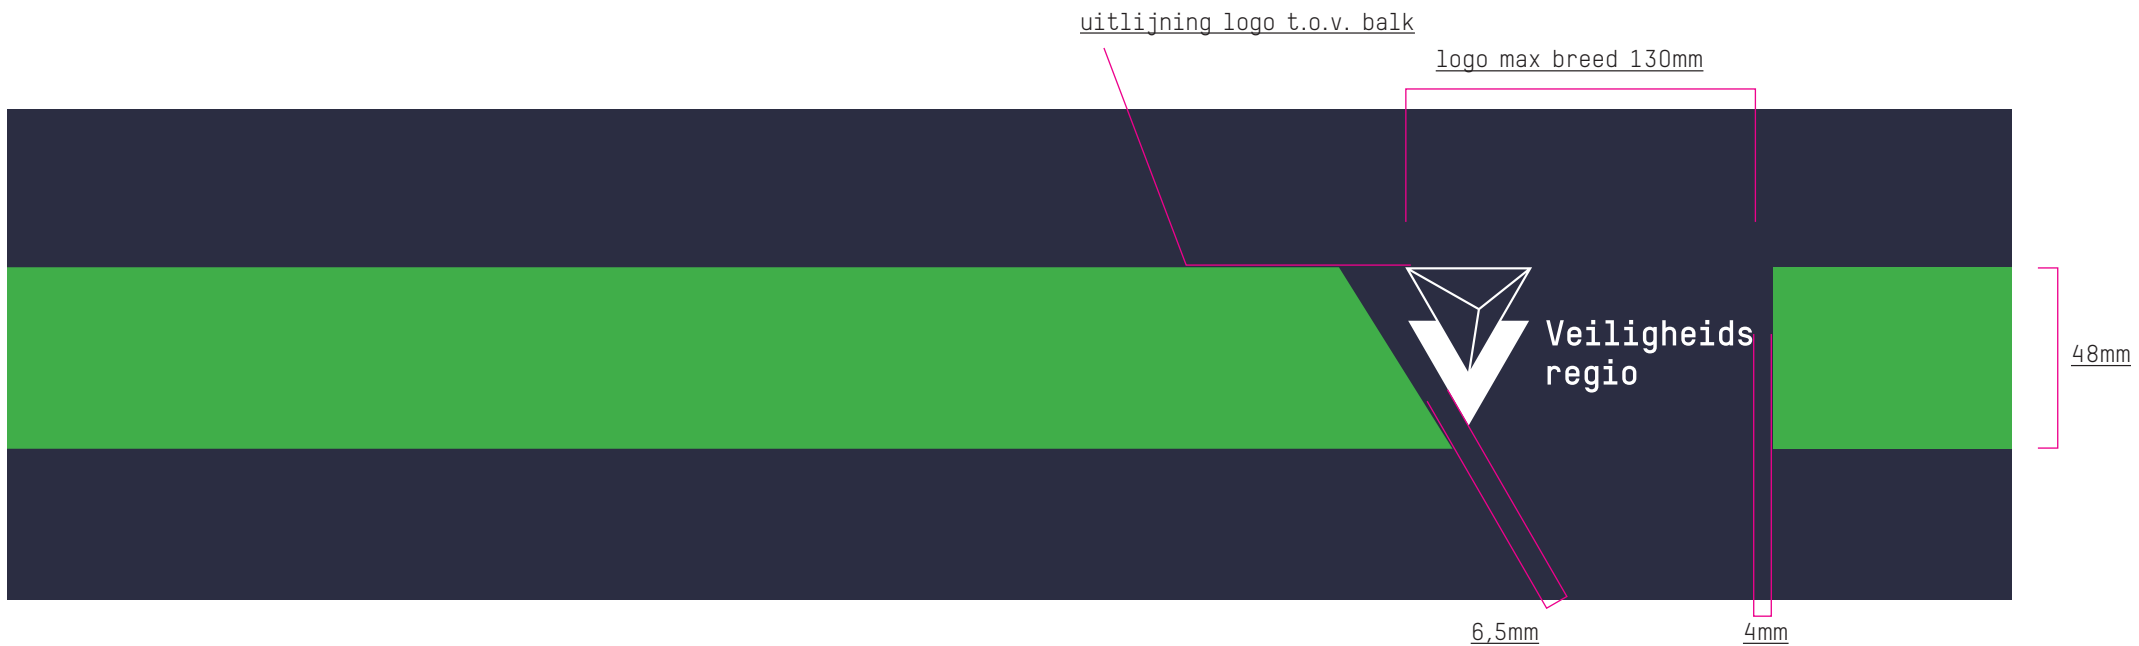 uitlijning logo t.o.v. balk
logo max breed 130mm
Veiligheids
regio
48mm
6,5mm
4mm